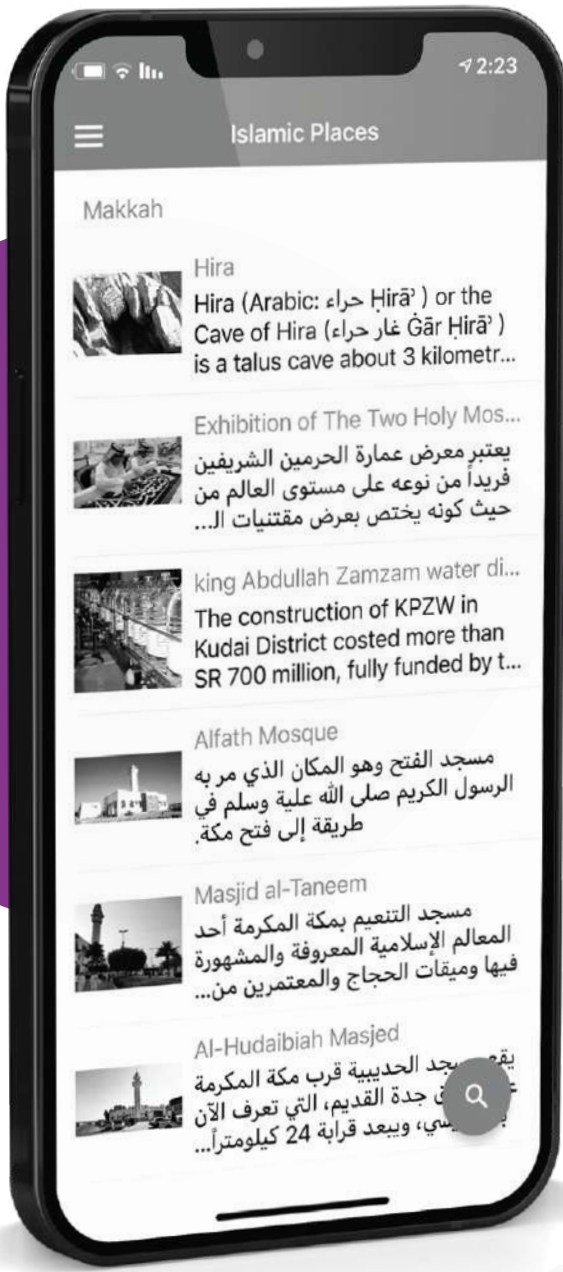 2:23
Islamic Places
Makkah
Hira
Hira (Arabic: حراء Ḥirāʾ ) or the
Cave of Hira (غار حراء Ġār Ḥirāʾ )
is a talus cave about 3 kilometr...
Exhibition of The Two Holy Mos...
يعتبر معرض عمارة الحرمين الشريفين
فريداً من نوعه على مستوى العالم من
حيث كونه يختص بعرض مقتنيات الـ...
king Abdullah Zamzam water di...
The construction of KPZW in
Kudai District costed more than
SR 700 million, fully funded by t...
Alfath Mosque
مسجد الفتح وهو المكان الذي مر به
الرسول الكريم صلى الله علية وسلم في
طريقة إلى فتح مكة.
Masjid al-Taneem
مسجد التنعيم بمكة المكرمة أحد
المعالم الإسلامية المعروفة والمشهورة
فيها وميقات الحجاج والمعتمرين من...
Al-Hudaibiah Masjed
الحديبية قرب مكة المكرمة
جدة القديم، التي تعرف الآن
ويبعد قرابة 24 كيلومتراً...